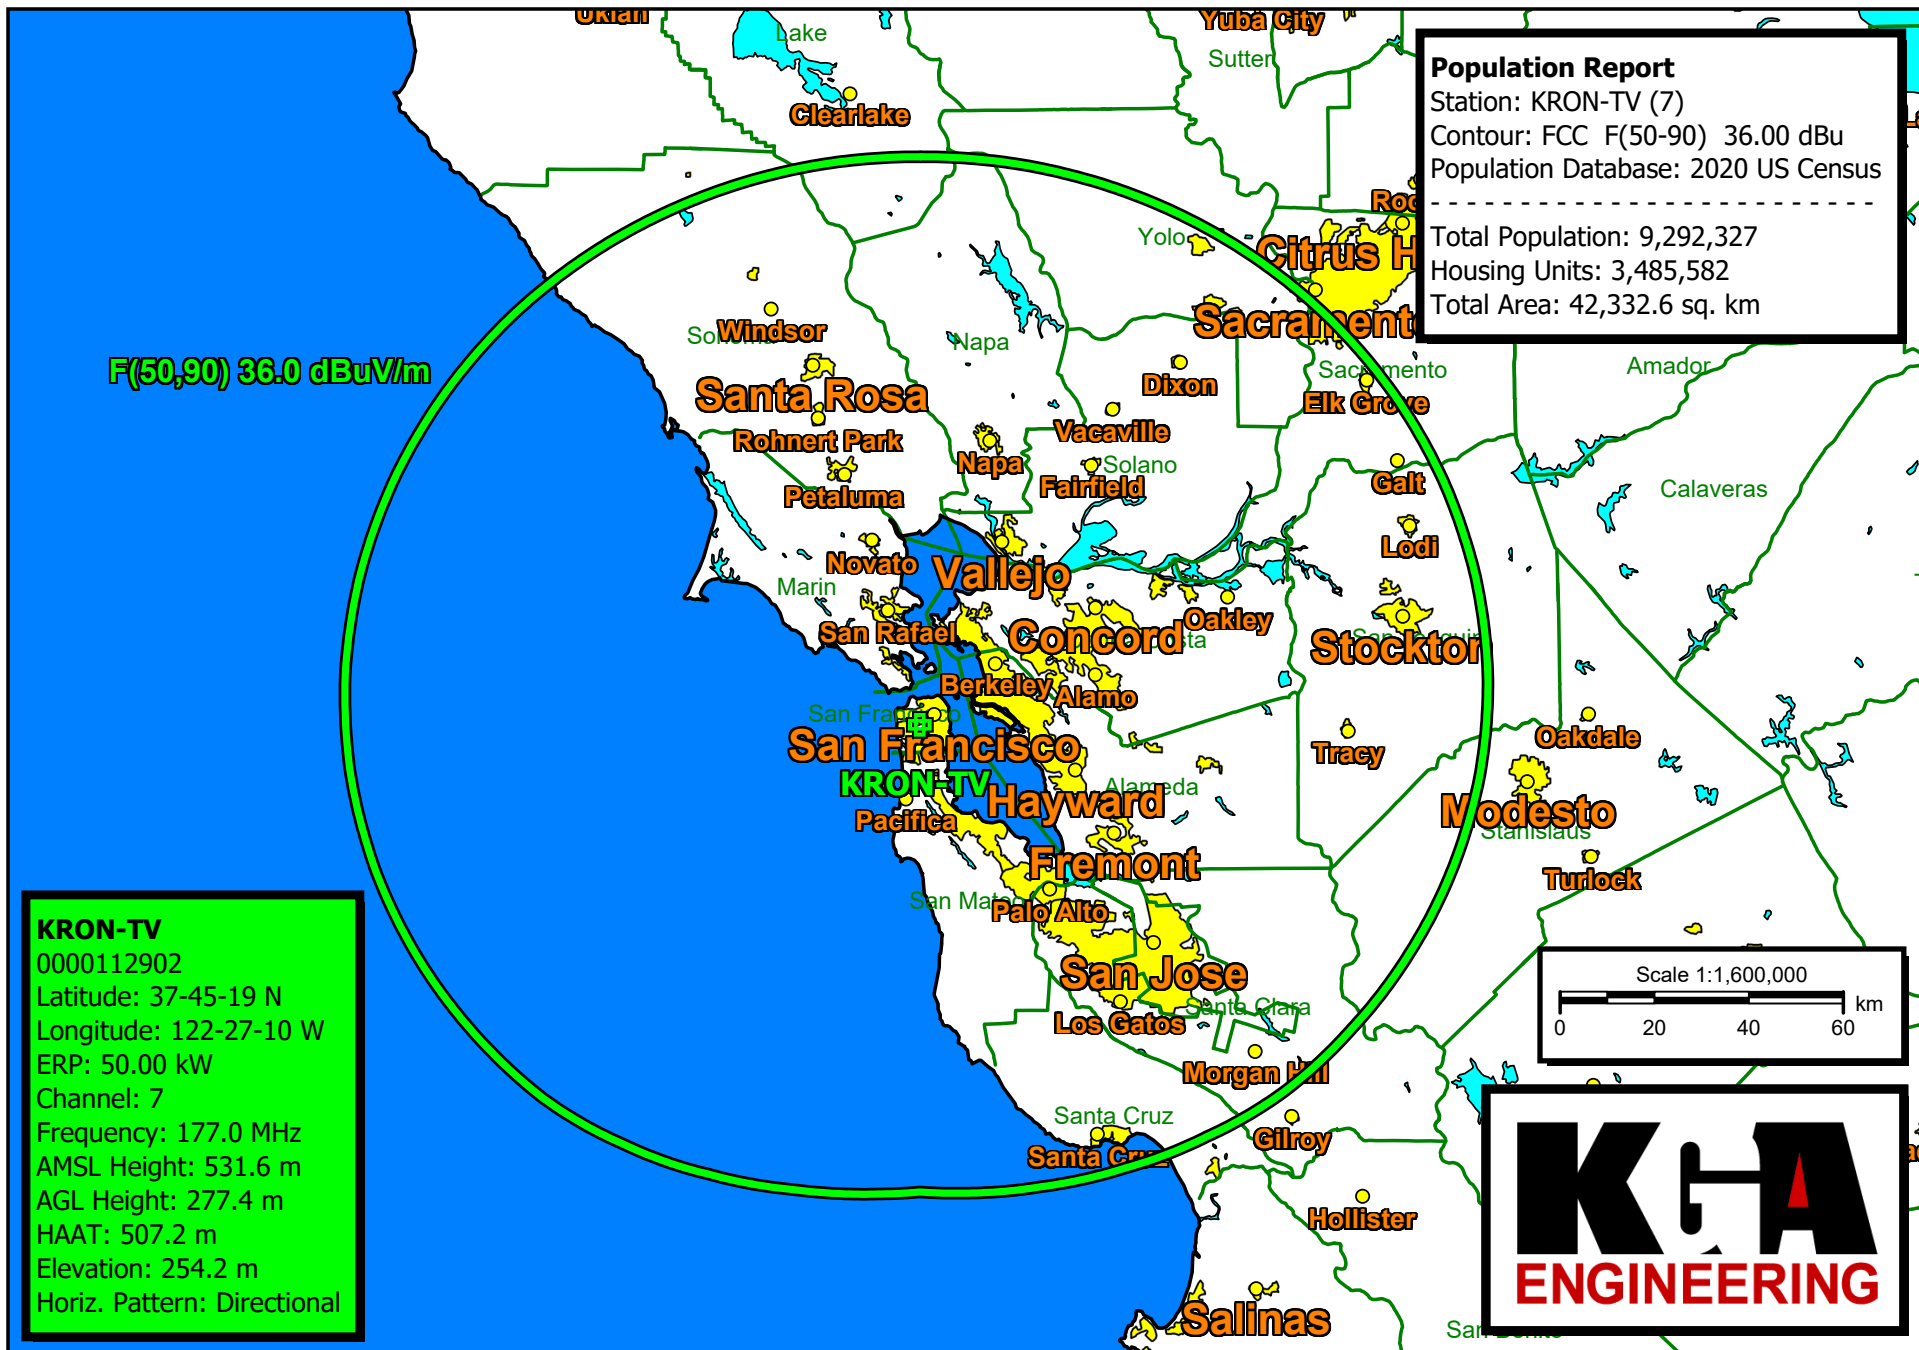 Ukiah
Yuba City
Lake
Sutter
Clearlake
Population Report
Station: KRON-TV (7)
Contour: FCC F(50-90) 36.00 dBu
Population Database: 2020 US Census
- - - - - - - - - - - - - - - - - - - - - - - - -
Total Population: 9,292,327
Housing Units: 3,485,582
Total Area: 42,332.6 sq. km
Yolo
Citrus H
Sacramento
Windsor
Napa
F(50,90) 36.0 dBuV/m
Sacramento
Amador
Dixon
Elk Grove
Santa Rosa
Rohnert Park
Vacaville
Napa
Solano
Fairfield
Galt
Calaveras
Petaluma
Lodi
Novato
Vallejo
Marin
San Rafael
Concord
Oakley
Stockton
Berkeley
Alamo
San Francisco
San Francisco
Oakdale
Tracy
KRON-TV
Hayward
Alameda
Pacifica
Modesto
Stanislaus
Fremont
Turlock
San Mateo
Palo Alto
San Jose
Santa Clara
Los Gatos
Morgan Hill
Santa Cruz
Gilroy
Santa Cruz
Hollister
Salinas
KRON-TV
0000112902
Latitude: 37-45-19 N
Longitude: 122-27-10 W
ERP: 50.00 kW
Channel: 7
Frequency: 177.0 MHz
AMSL Height: 531.6 m
AGL Height: 277.4 m
HAAT: 507.2 m
Elevation: 254.2 m
Horiz. Pattern: Directional
Scale 1:1,600,000
km
0 20 40 60
KGA
ENGINEERING